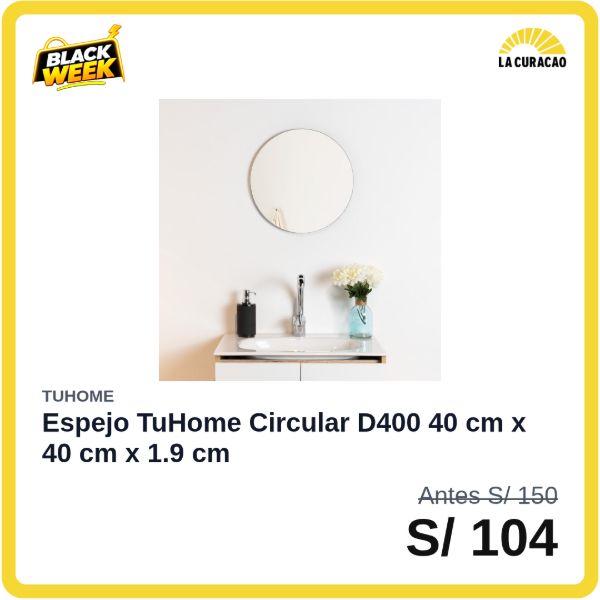 BLACK
WEEK
LA CURACAO
TUHOME
Espejo TuHome Circular D400 40 cm x
40 cm x 1.9 cm
Antes S/ 150
S/ 104